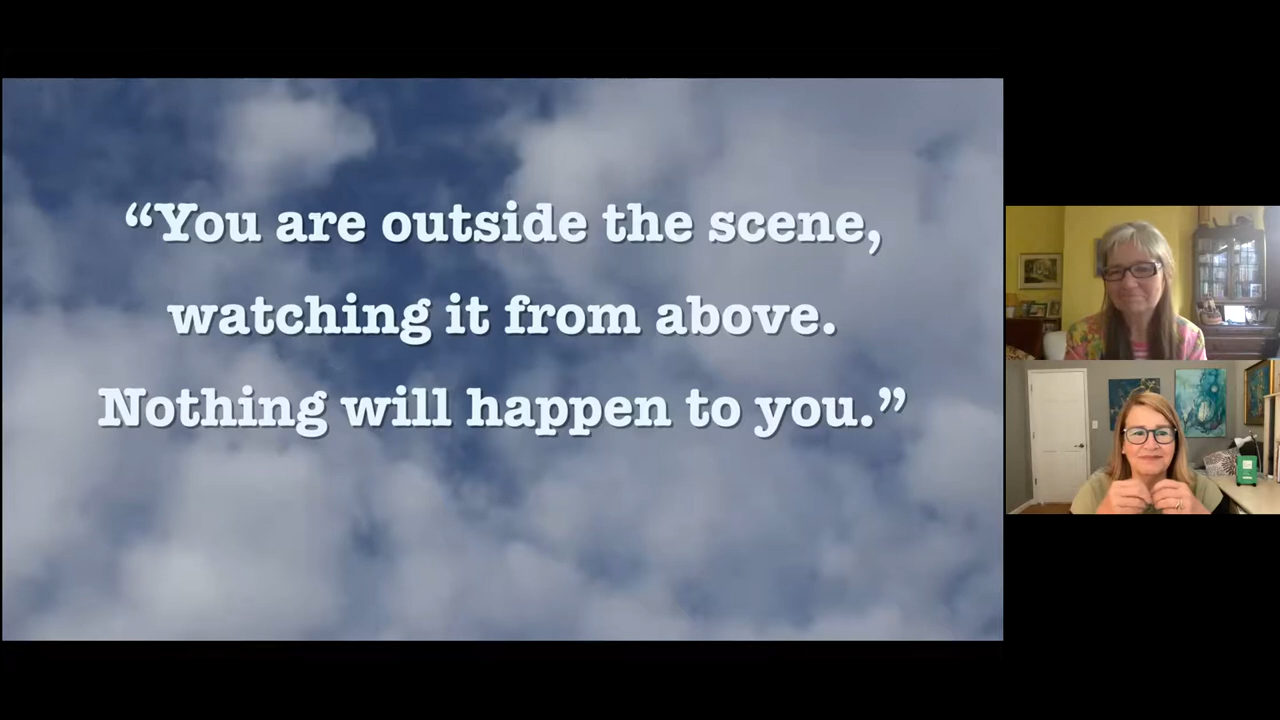 “You are outside the scene,
watching it from above.
Nothing will happen to you.”